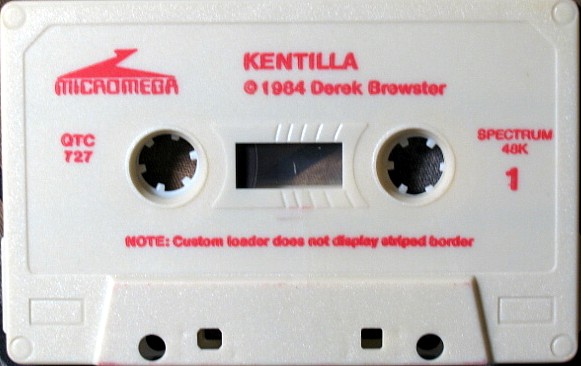 MICROMEGA
KENTILLA
© 1984 Derek Brewster
QTC
727
SPECTRUM
48K
1
NOTE: Custom loader does not display striped border